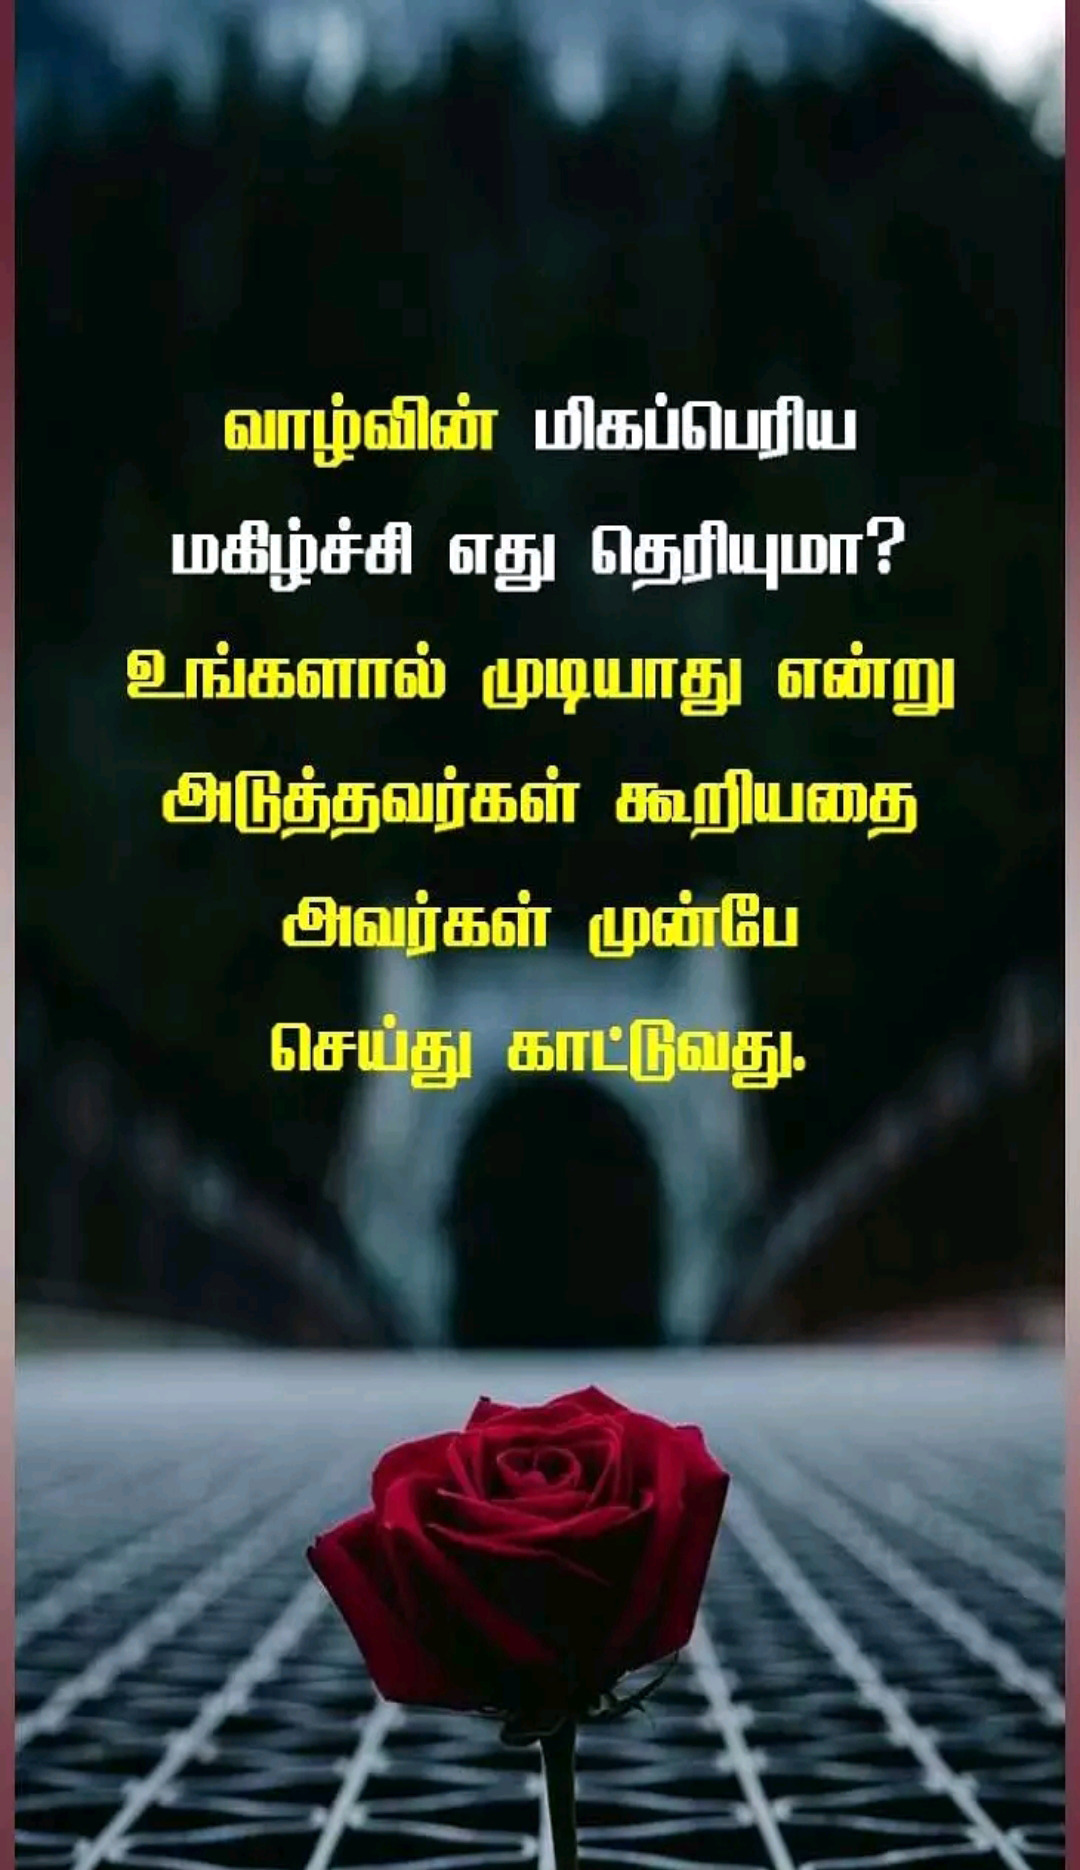 வாழ்வின் மிகப்பெரிய
மகிழ்ச்சி எது தெரியுமா?
உங்களால் முடியாது என்று
அடுத்தவர்கள் கூறியதை
அவர்கள் முன்பே
செய்து காட்டுவது.